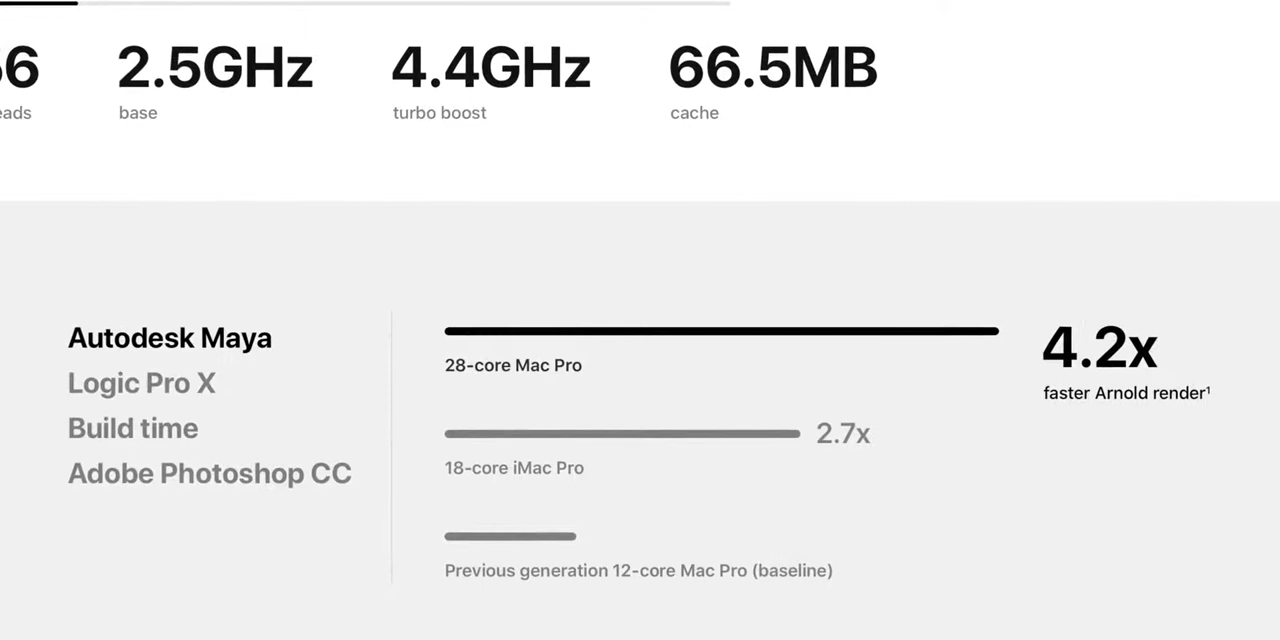 2.5GHz
4.4GHz
66.5MB
base
turbo boost
cache
Autodesk Maya
Logic Pro X
Build time
Adobe Photoshop CC
28-core Mac Pro
4.2x
faster Arnold render¹
2.7x
18-core iMac Pro
Previous generation 12-core Mac Pro (baseline)